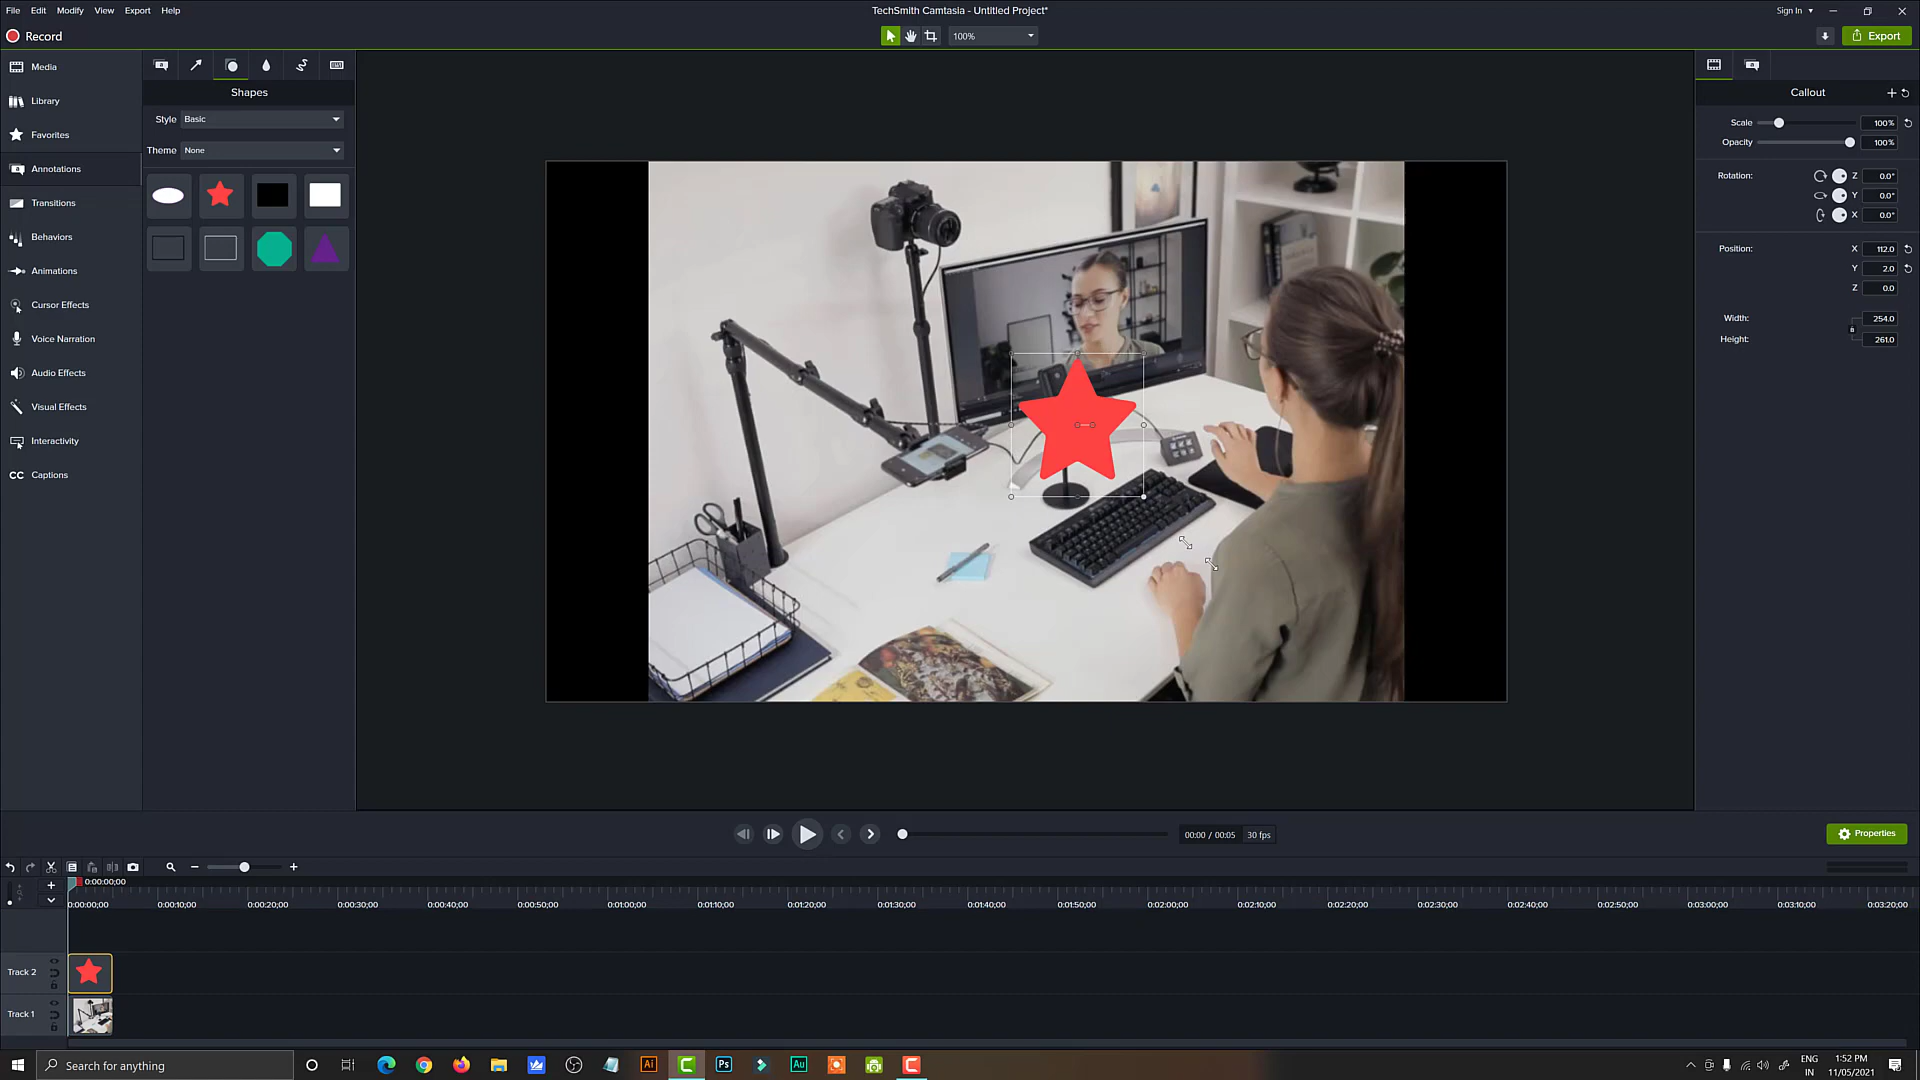 File Edit Modify View Export Help
TechSmith Camtasia - Untitled Project*
Sign In
Record
100%
Export
Media
Library
Favorites
Annotations
Transitions
Behaviors
Animations
Cursor Effects
Voice Narration
Audio Effects
Visual Effects
Interactivity
CC Captions
Shapes
Style Basic
Theme None
Callout
Scale 100%
Opacity 100%
Rotation: Z 0.0°
Y 0.0°
X 0.0°
Position: X 112.0
Y 2.0
Z 0.0
Width: 254.0
Height: 261.0
00:00 / 00:05 30 fps
Properties
0:00:00;00
0:00:00;00 0:00:10;00 0:00:20;00 0:00:30;00 0:00:40;00 0:00:50;00 0:01:00;00 0:01:10;00 0:01:20;00 0:01:30;00 0:01:40;00 0:01:50;00 0:02:00;00 0:02:10;00 0:02:20;00 0:02:30;00 0:02:40;00 0:02:50;00 0:03:00;00 0:03:10;00 0:03:20;00
Track 2
Track 1
Search for anything
Ai
C
Ps
Au
C
ENG
IN
1:52 PM
11/05/2021